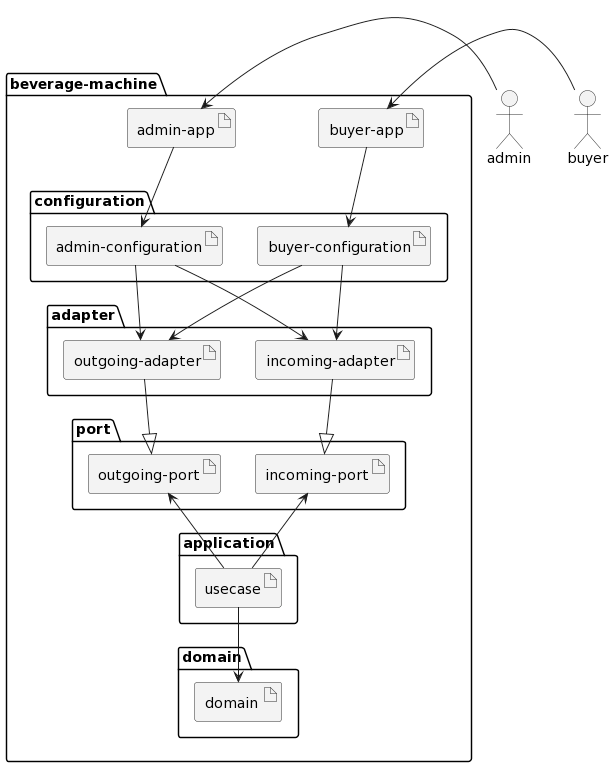 beverage-machine
admin-app
buyer-app
admin
buyer
configuration
admin-configuration
buyer-configuration
adapter
outgoing-adapter
incoming-adapter
port
outgoing-port
incoming-port
application
usecase
domain
domain